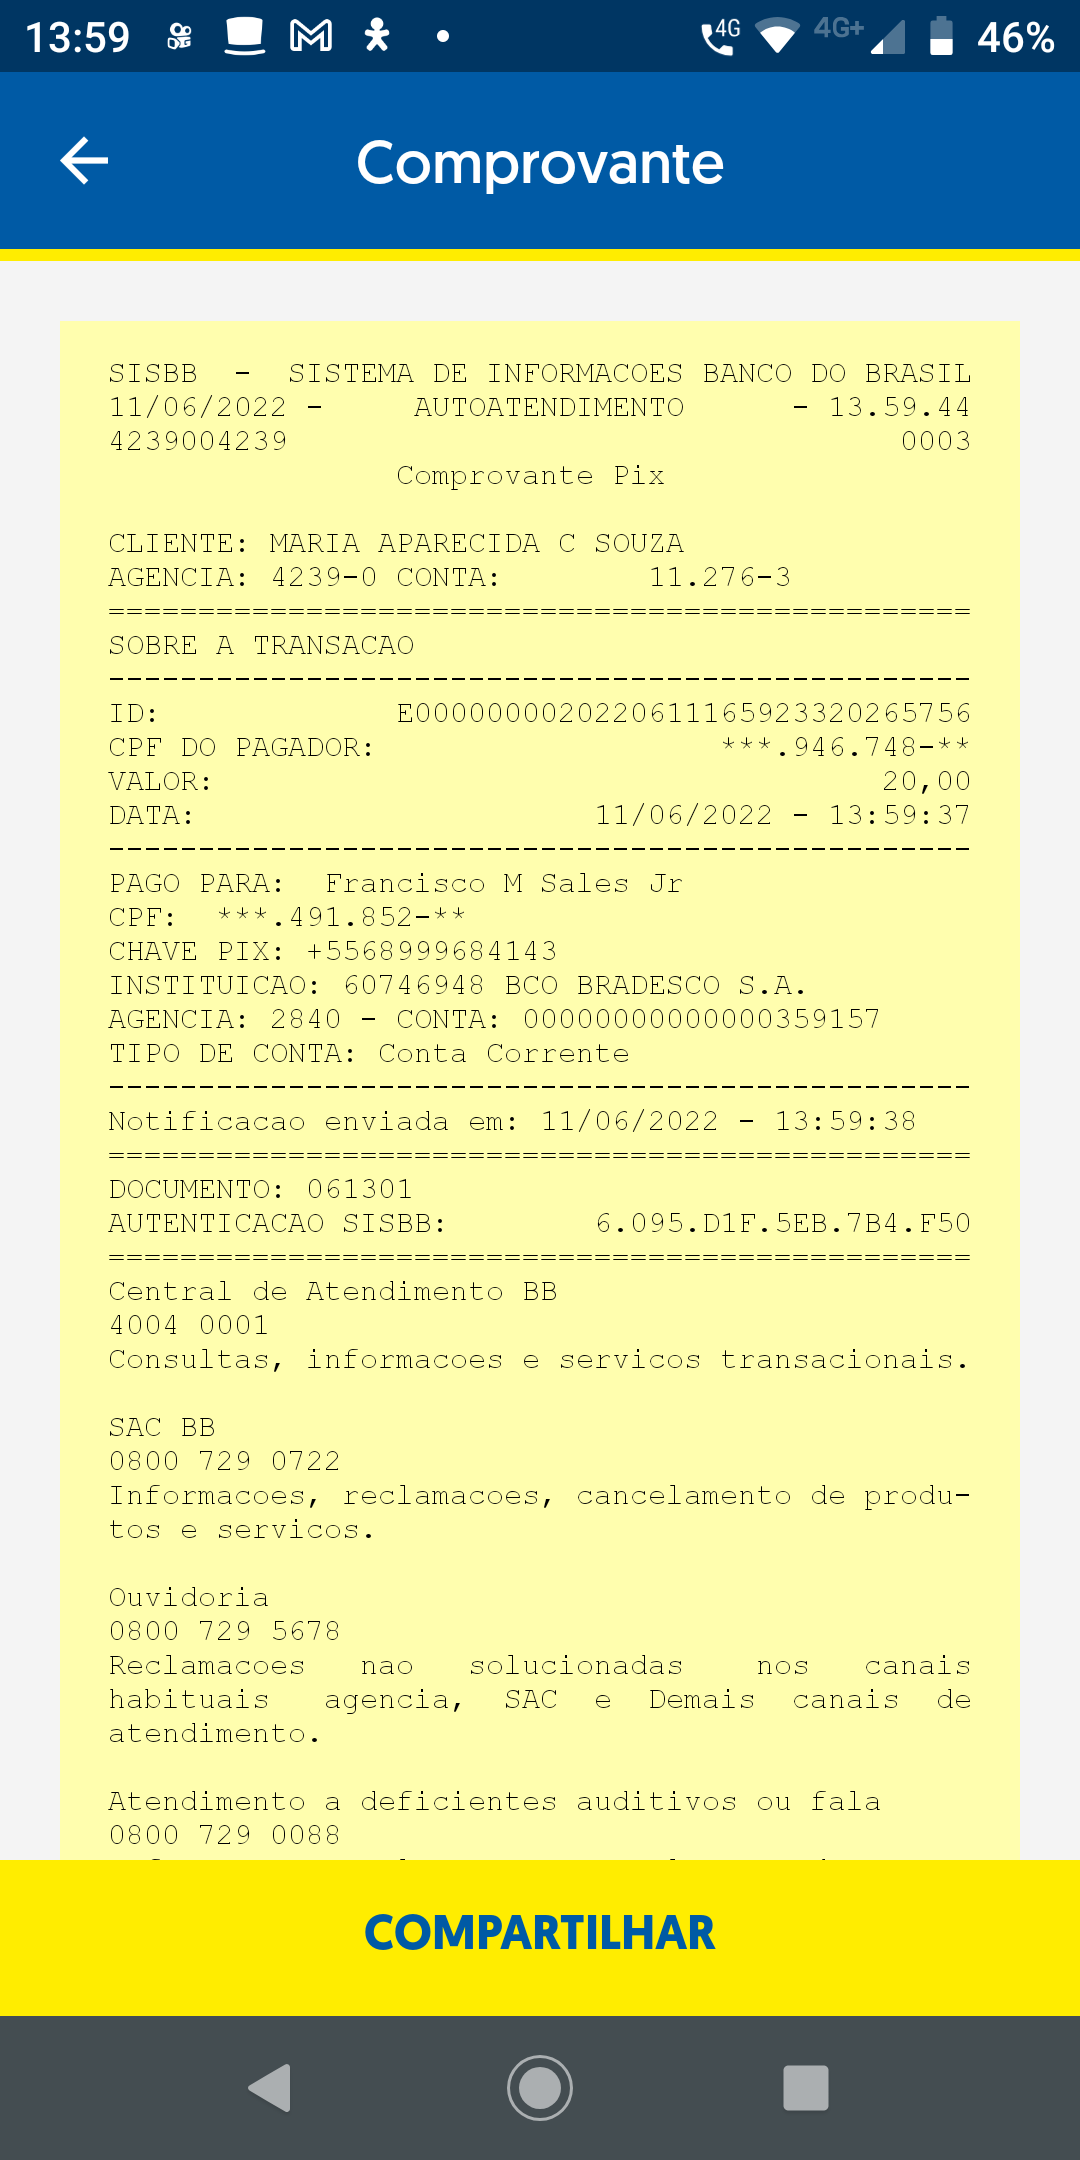 13:59 4G 4G+ 46%
Comprovante
SISBB - SISTEMA DE INFORMACOES BANCO DO BRASIL
11/06/2022 - AUTOATENDIMENTO - 13.59.44
4239004239 0003
Comprovante Pix
CLIENTE: MARIA APARECIDA C SOUZA
AGENCIA: 4239-0 CONTA: 11.276-3
================================================
SOBRE A TRANSACAO
------------------------------------------------
ID: E0000000020220611165923320265756
CPF DO PAGADOR: ***.946.748-**
VALOR: 20,00
DATA: 11/06/2022 - 13:59:37
------------------------------------------------
PAGO PARA: Francisco M Sales Jr
CPF: ***.491.852-**
CHAVE PIX: +5568999684143
INSTITUICAO: 60746948 BCO BRADESCO S.A.
AGENCIA: 2840 - CONTA: 00000000000000359157
TIPO DE CONTA: Conta Corrente
------------------------------------------------
Notificacao enviada em: 11/06/2022 - 13:59:38
================================================
DOCUMENTO: 061301
AUTENTICACAO SISBB: 6.095.D1F.5EB.7B4.F50
================================================
Central de Atendimento BB
4004 0001
Consultas, informacoes e servicos transacionais.
SAC BB
0800 729 0722
Informacoes, reclamacoes, cancelamento de produ-
tos e servicos.
Ouvidoria
0800 729 5678
Reclamacoes nao solucionadas nos canais
habituais agencia, SAC e Demais canais de
atendimento.
Atendimento a deficientes auditivos ou fala
0800 729 0088
COMPARTILHAR